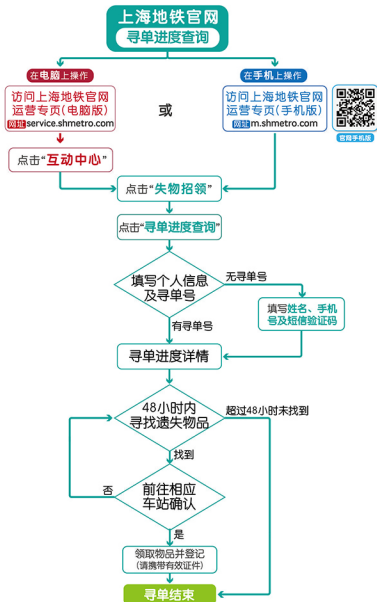 上海地铁官网
寻单进度查询
在电脑上操作
访问上海地铁官网
运营专页(电脑版)
网址service.shmetro.com
或
在手机上操作
访问上海地铁官网
运营专页(手机版)
网址m.shmetro.com
官网手机版
点击“互动中心”
点击“失物招领”
点击“寻单进度查询”
填写个人信息
及寻单号
无寻单号
填写姓名、手机
号及短信验证码
有寻单号
寻单进度详情
48小时内
寻找遗失物品
超过48小时未找到
找到
否
前往相应
车站确认
是
领取物品并登记
(请携带有效证件)
寻单结束